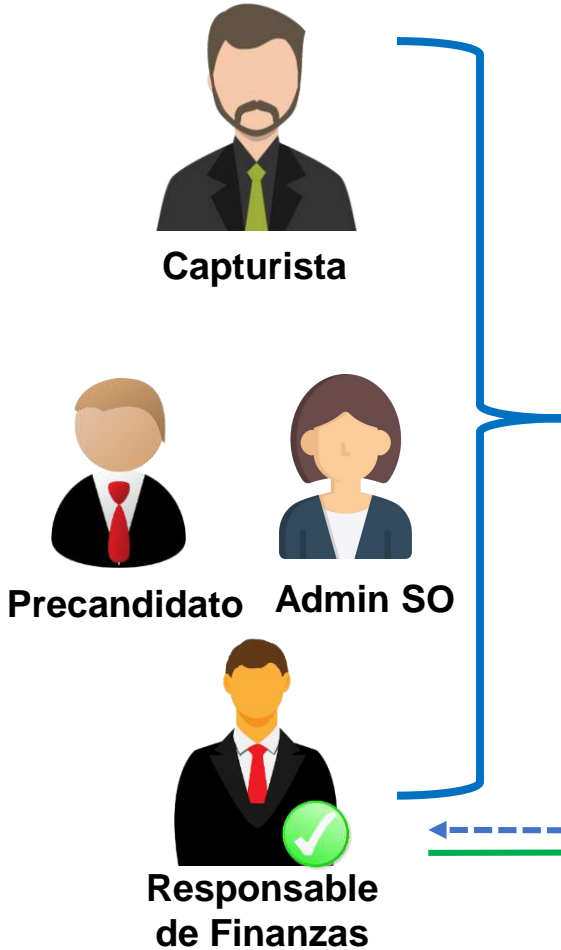 Capturista
Precandidato
Admin SO
Responsable
de Finanzas